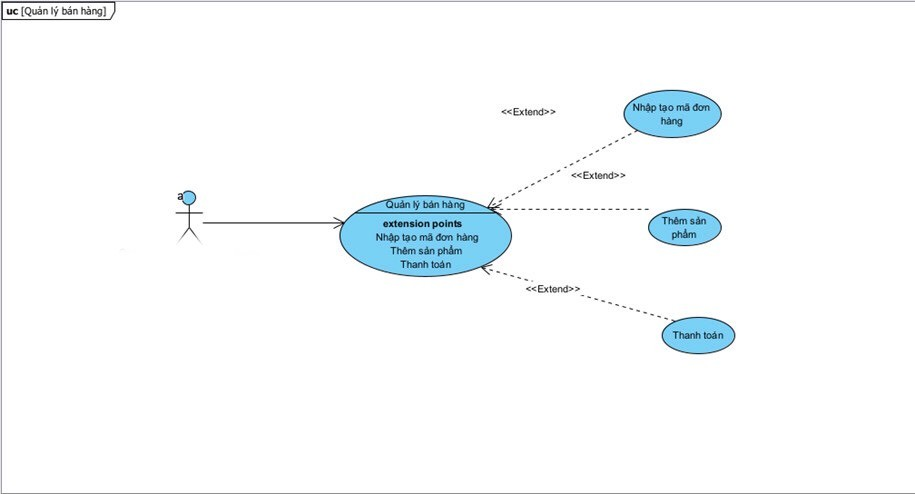 uc [Quản lý bán hàng]
<<Extend>>
Nhập tạo mã đơn
hàng
<<Extend>>
a
Quản lý bán hàng
extension points
Nhập tạo mã đơn hàng
Thêm sản phẩm
Thanh toán
Thêm sản
phẩm
<<Extend>>
Thanh toán